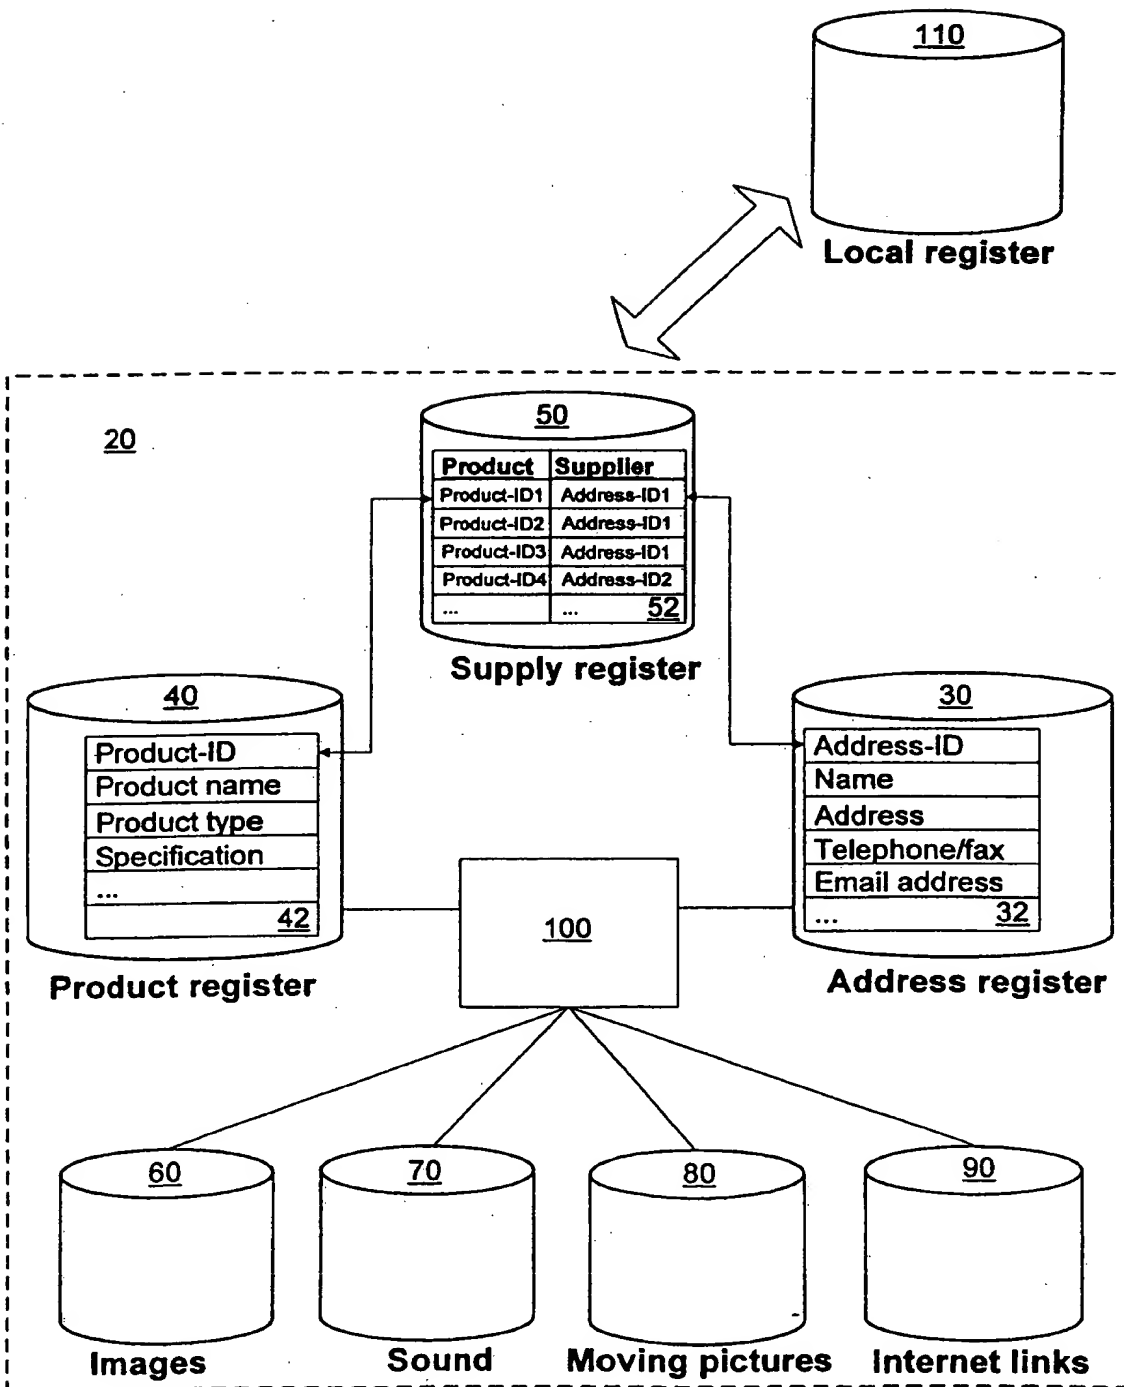 110
Local register
20
50
Product Supplier
Product-ID1 Address-ID1
Product-ID2 Address-ID1
Product-ID3 Address-ID1
Product-ID4 Address-ID2
... ... 52
Supply register
40
Product-ID
Product name
Product type
Specification
...
42
Product register
30
Address-ID
Name
Address
Telephone/fax
Email address
... 32
Address register
100
60
Images
70
Sound
80
Moving pictures
90
Internet links